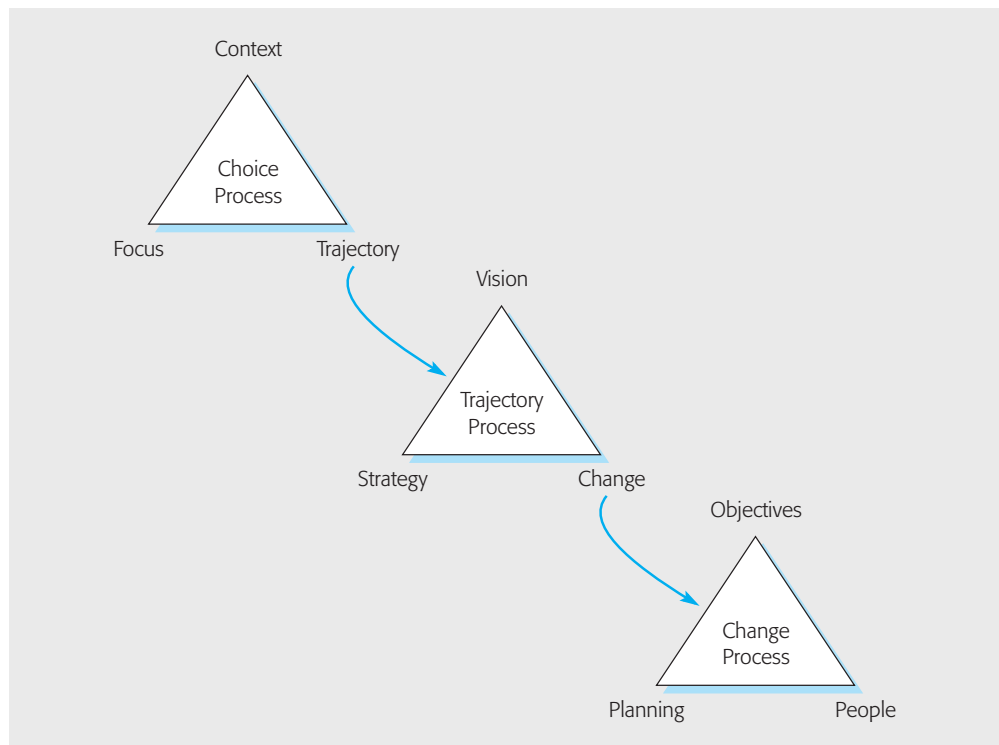 Context
Choice
Process
Focus
Trajectory
Vision
Trajectory
Process
Strategy
Change
Objectives
Change
Process
Planning
People